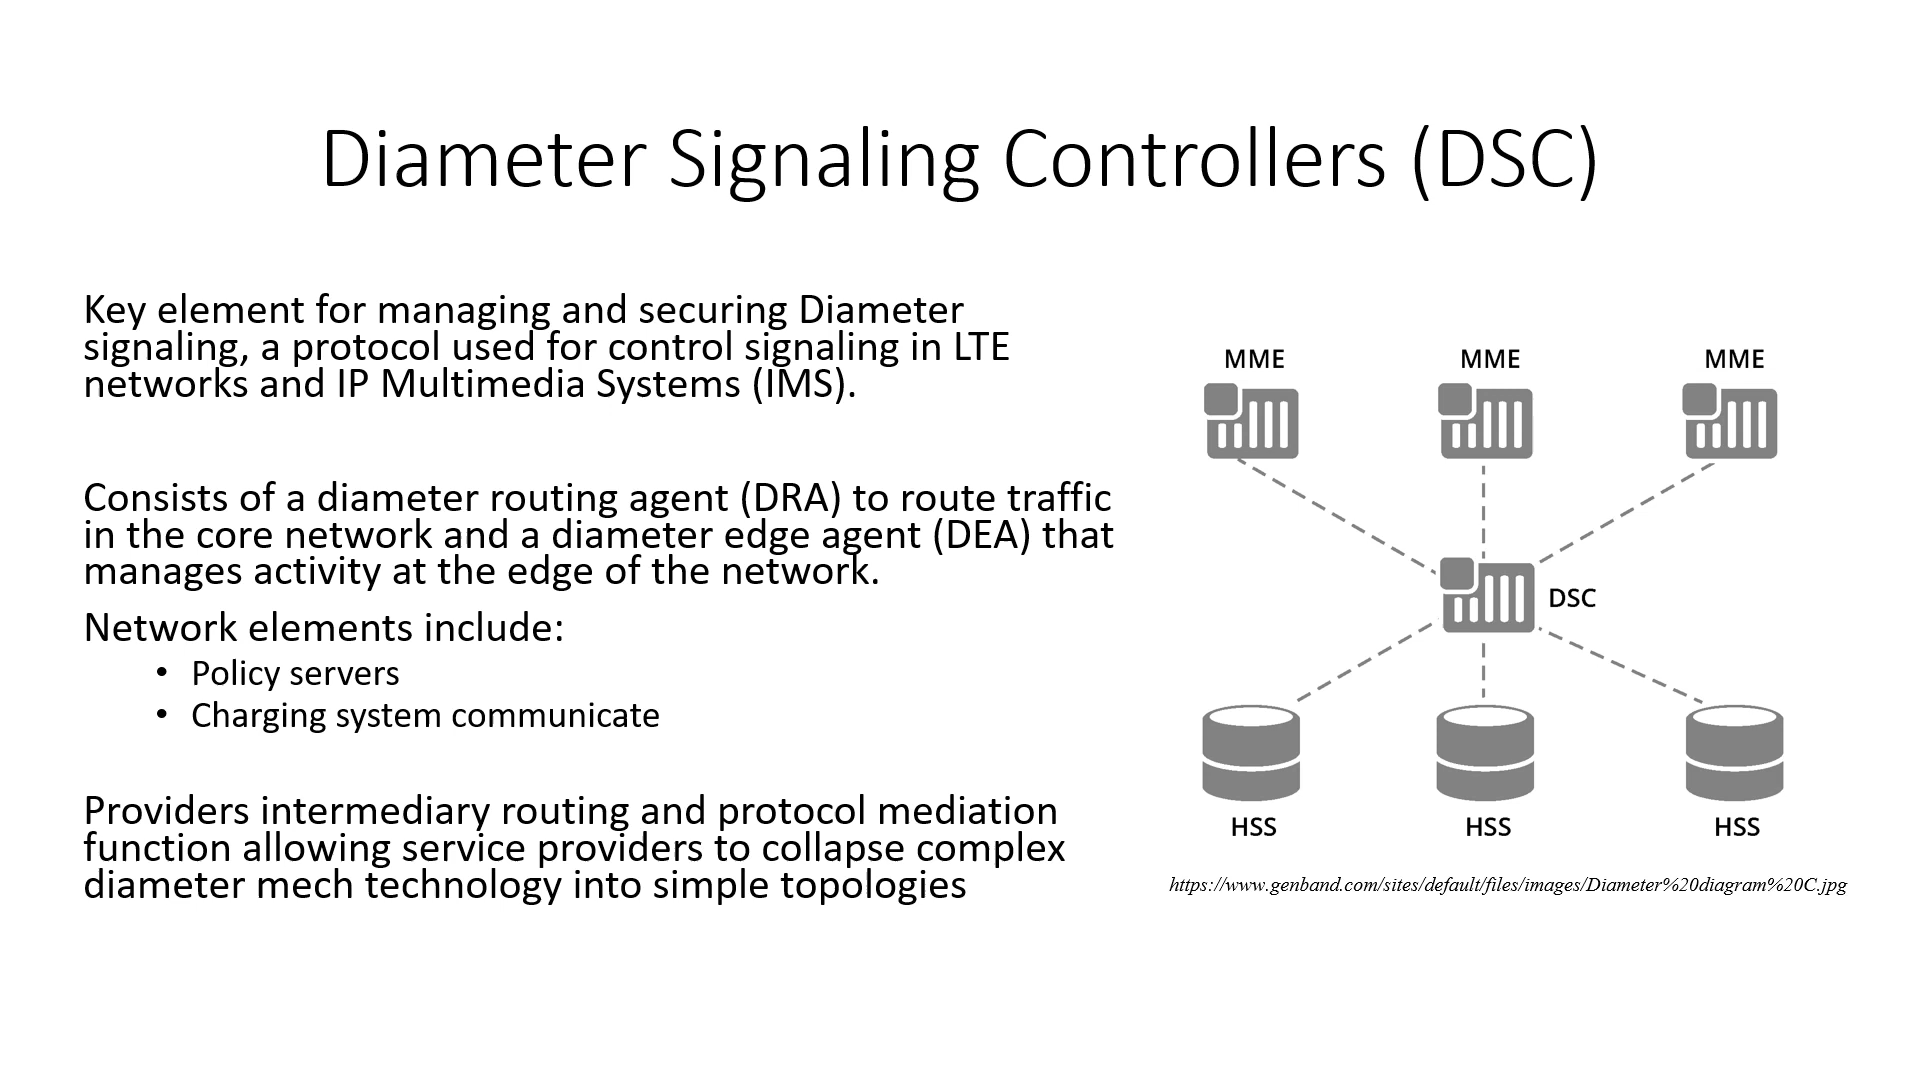 Diameter Signaling Controllers (DSC)
Key element for managing and securing Diameter
signaling, a protocol used for control signaling in LTE
networks and IP Multimedia Systems (IMS).
Consists of a diameter routing agent (DRA) to route traffic
in the core network and a diameter edge agent (DEA) that
manages activity at the edge of the network.
Network elements include:
• Policy servers
• Charging system communicate
Providers intermediary routing and protocol mediation
function allowing service providers to collapse complex
diameter mech technology into simple topologies
MME MME MME
DSC
HSS HSS HSS
https://www.genband.com/sites/default/files/images/Diameter%20diagram%20C.jpg